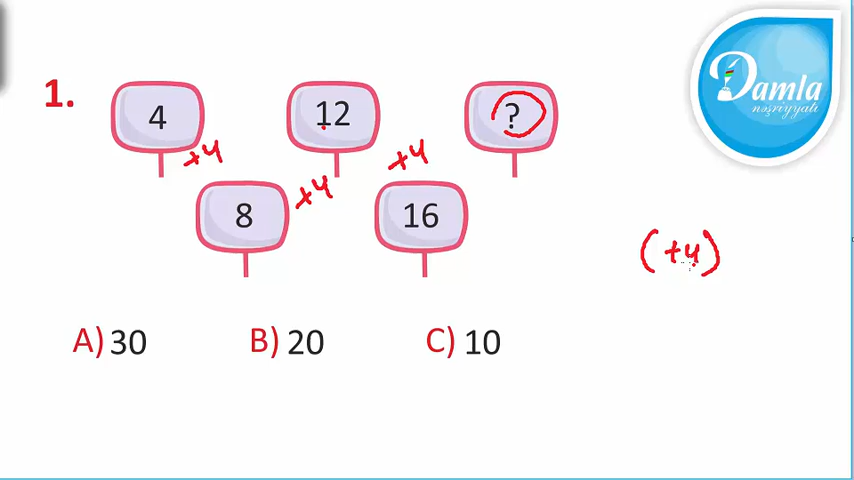 1.
4 12 ?
+4 +4
+4
8 16
(+4)
A) 30 B) 20 C) 10
Damla
nəşriyyatı